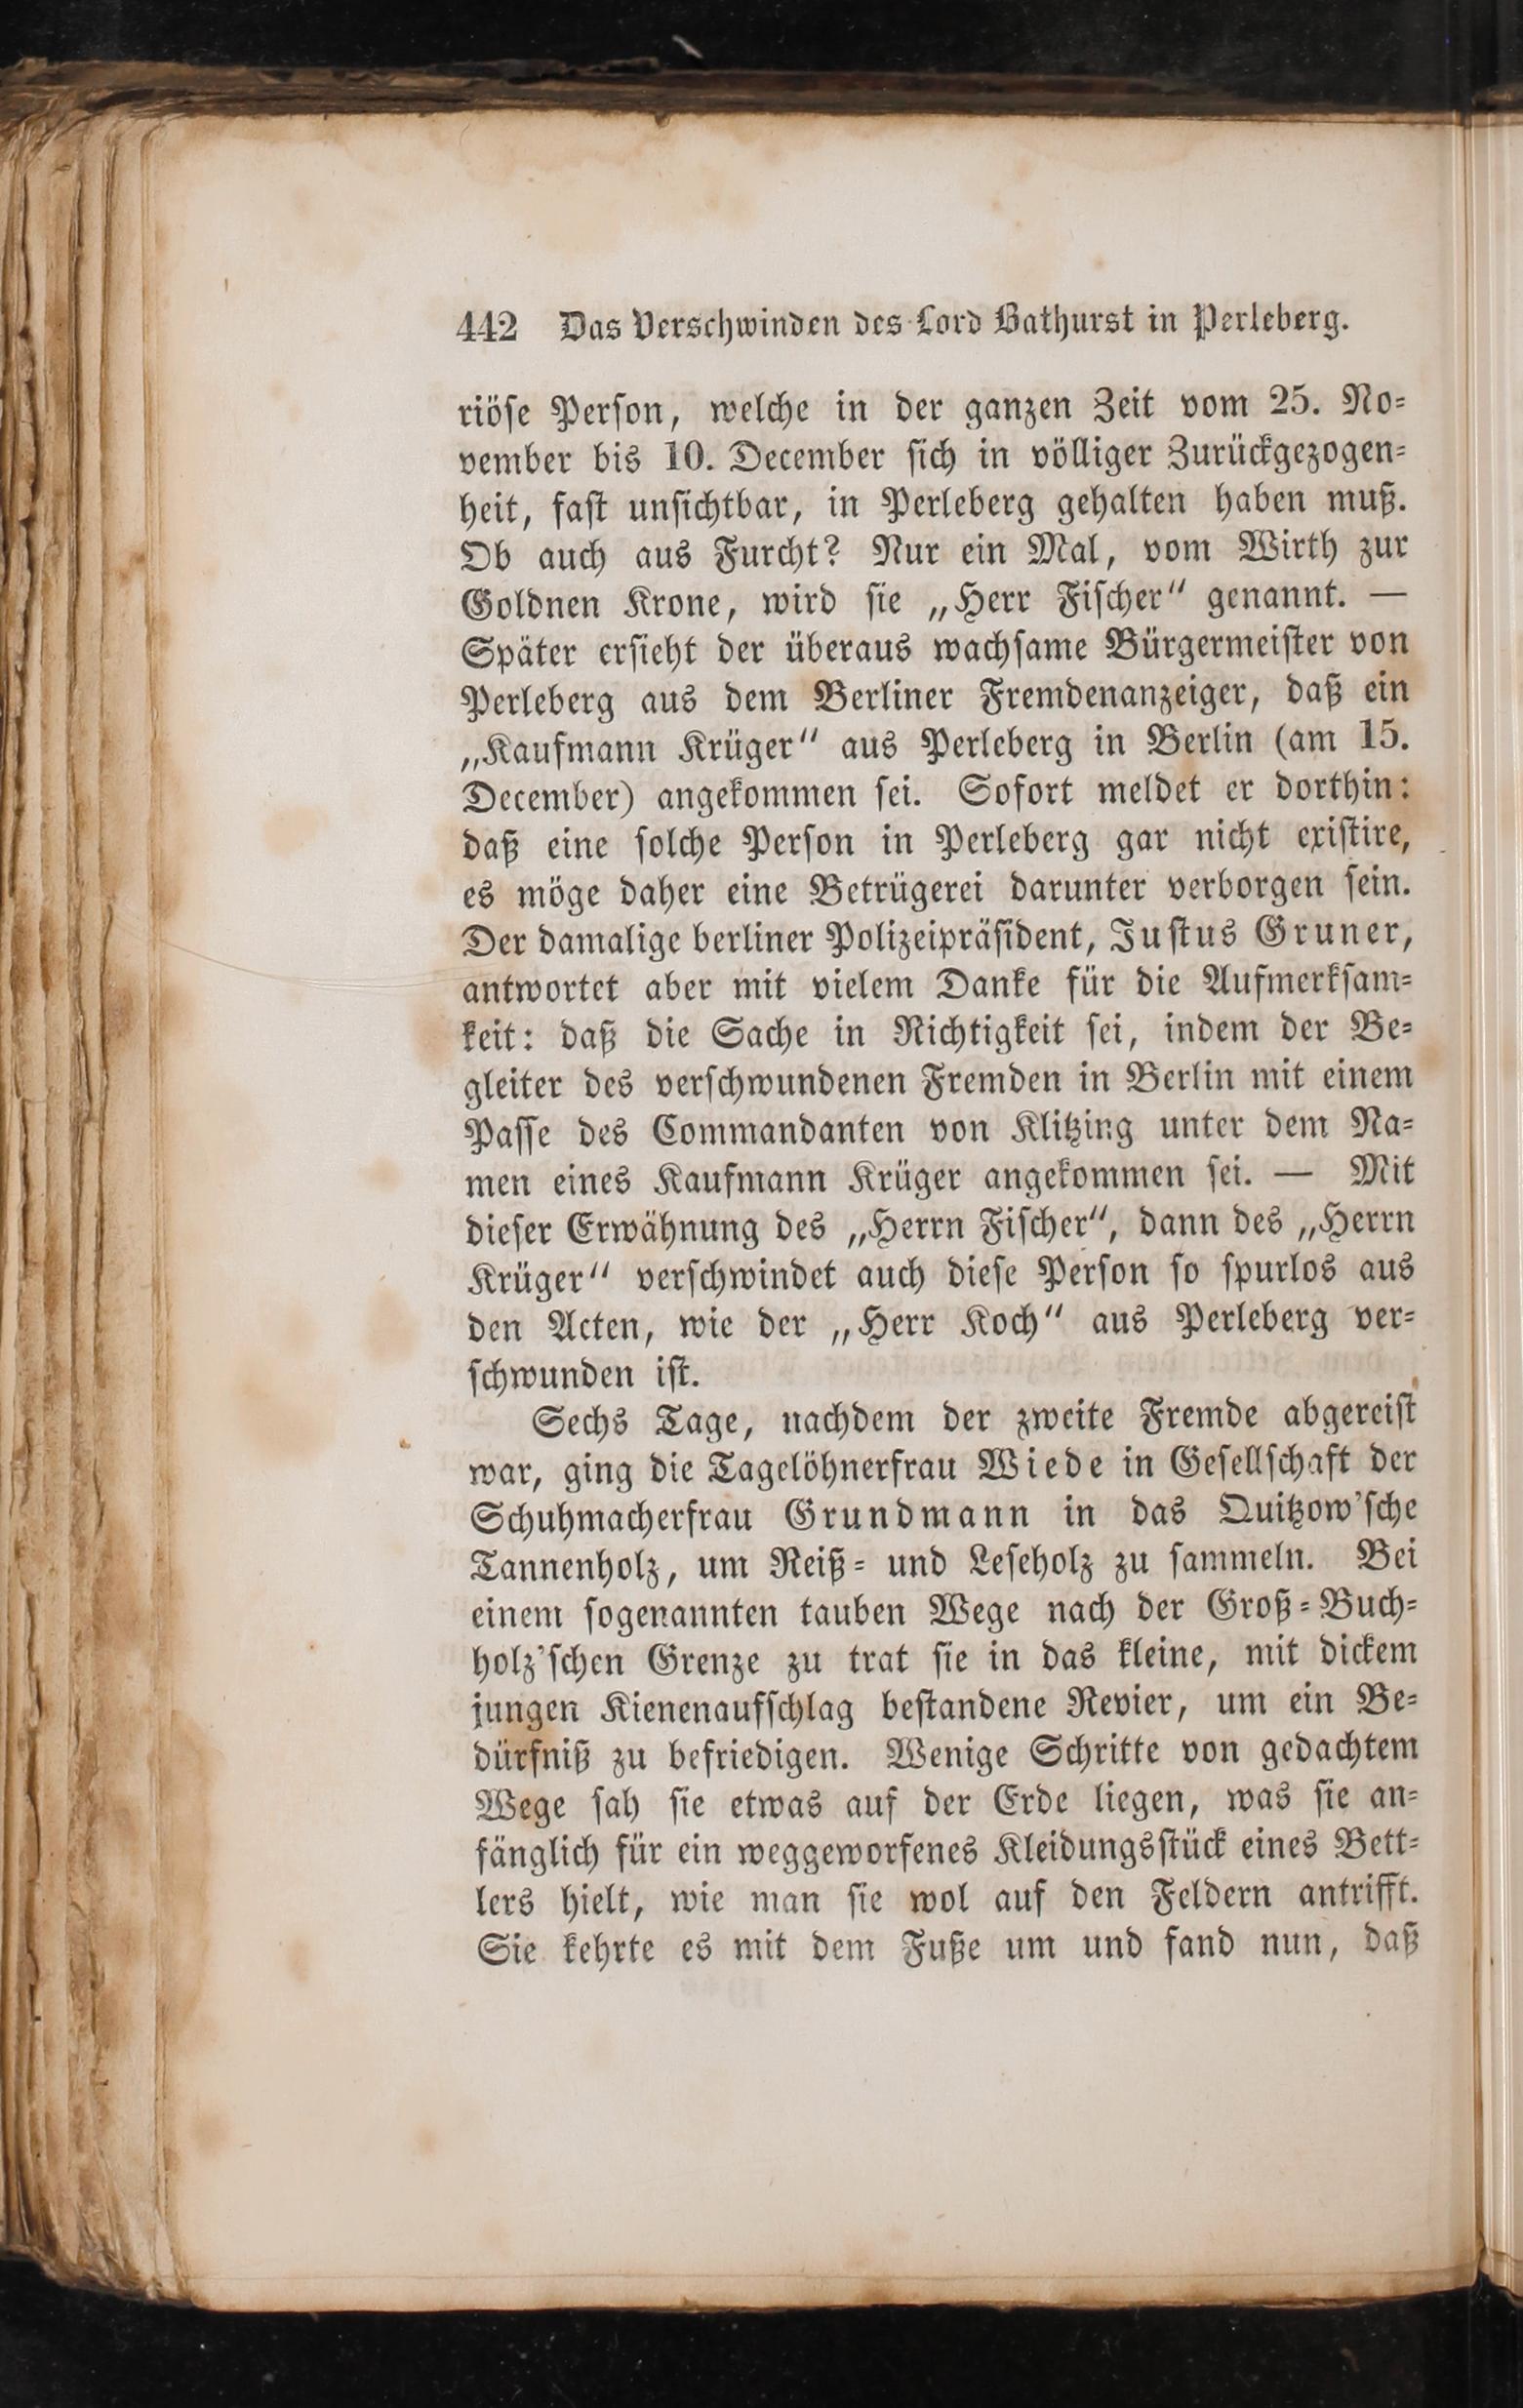 442 Das Verschwinden des Lord Bathurst in Perleberg.
riöse Person, welche in der ganzen Zeit vom 25. No⸗
vember bis 10. December sich in völliger Zurückgezogen⸗
heit, fast unsichtbar, in Perleberg gehalten haben muß.
Ob auch aus Furcht? Nur ein Mal, vom Wirth zur
Goldnen Krone, wird sie „Herr Fischer“ genannt. —
Später ersieht der überaus wachsame Bürgermeister von
Perleberg aus dem Berliner Fremdenanzeiger, daß ein
„Kaufmann Krüger“ aus Perleberg in Berlin (am 15.
December) angekommen sei. Sofort meldet er dorthin:
daß eine solche Person in Perleberg gar nicht existire,
es möge daher eine Betrügerei darunter verborgen sein.
Der damalige berliner Polizeipräsident, Justus Gruner,
antwortet aber mit vielem Danke für die Aufmerksam⸗
keit: daß die Sache in Richtigkeit sei, indem der Be⸗
gleiter des verschwundenen Fremden in Berlin mit einem
Passe des Commandanten von Klitzing unter dem Na⸗
men eines Kaufmann Krüger angekommen sei. — Mit
dieser Erwähnung des „Herrn Fischer“, dann des „Herrn
Krüger“ verschwindet auch diese Person so spurlos aus
den Acten, wie der „Herr Koch“ aus Perleberg ver⸗
schwunden ist.
Sechs Tage, nachdem der zweite Fremde abgereist
war, ging die Tagelöhnerfrau Wiede in Gesellschaft der
Schuhmacherfrau Grundmann in das Quitzow'sche
Tannenholz, um Reiß⸗ und Leseholz zu sammeln. Bei
einem sogenannten tauben Wege nach der Groß⸗Buch⸗
holz'schen Grenze zu trat sie in das kleine, mit dickem
jungen Kienenaufschlag bestandene Revier, um ein Be⸗
dürfniß zu befriedigen. Wenige Schritte von gedachtem
Wege sah sie etwas auf der Erde liegen, was sie an⸗
fänglich für ein weggeworfenes Kleidungsstück eines Bett⸗
lers hielt, wie man sie wol auf den Feldern antrifft.
Sie kehrte es mit dem Fuße um und fand nun, daß